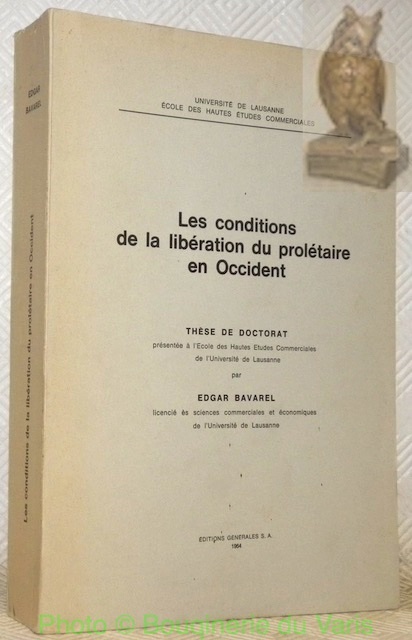 EDGAR
BAVAREL
Les conditions de la libération du prolétaire en Occident
UNIVERSITÉ DE LAUSANNE
ÉCOLE DES HAUTES ÉTUDES COMMERCIALES
Les conditions
de la libération du prolétaire
en Occident
THÈSE DE DOCTORAT
présentée à l'Ecole des Hautes Etudes Commerciales
de l'Université de Lausanne
par
EDGAR BAVAREL
licencié ès sciences commerciales et économiques
de l'Université de Lausanne
ÉDITIONS GÉNÉRALES S. A.
1964
Photo © Bouquinerie du Varis